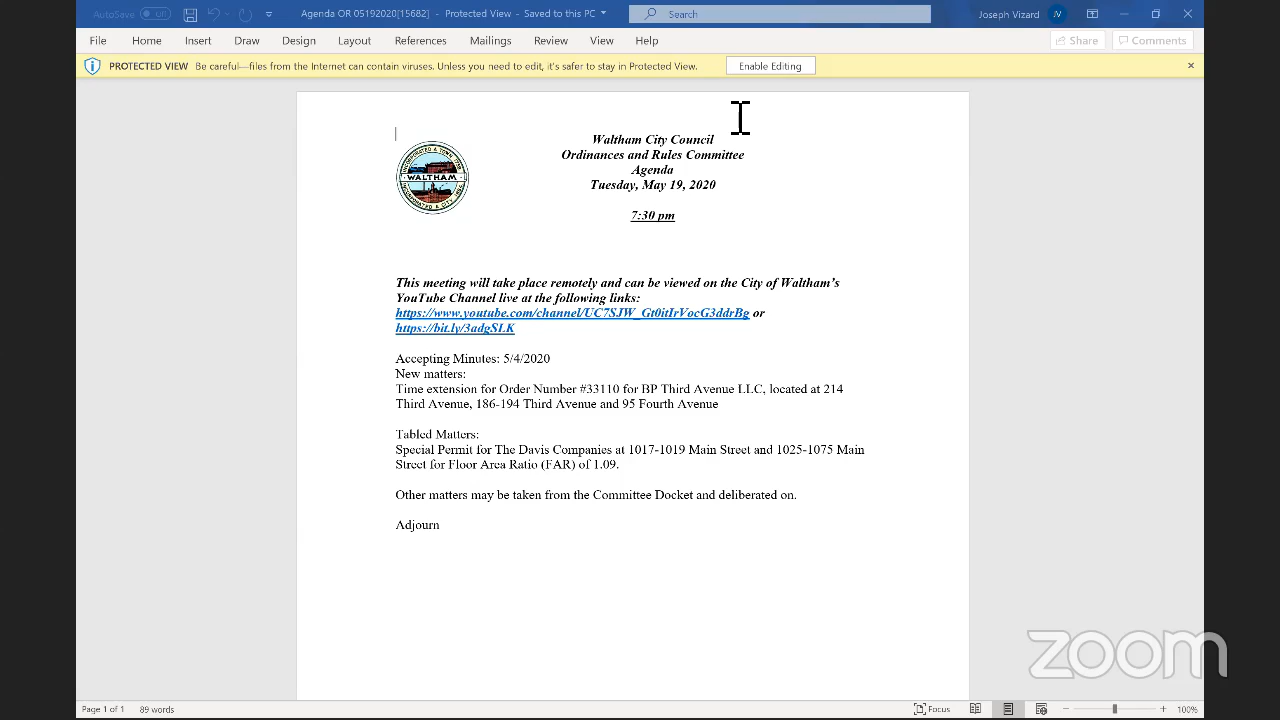 AutoSave Off Agenda OR 05192020[15682] - Protected View - Saved to this PC Search Joseph Vizard JV
File Home Insert Draw Design Layout References Mailings Review View Help Share Comments
PROTECTED VIEW Be careful—files from the Internet can contain viruses. Unless you need to edit, it's safer to stay in Protected View. Enable Editing
Waltham City Council
Ordinances and Rules Committee
Agenda
Tuesday, May 19, 2020
WALTHAM
7:30 pm
This meeting will take place remotely and can be viewed on the City of Waltham's
YouTube Channel live at the following links:
https://www.youtube.com/channel/UC7SJW_Gt0itIrVocG3ddrBg or
https://bit.ly/3adgSLK
Accepting Minutes: 5/4/2020
New matters:
Time extension for Order Number #33110 for BP Third Avenue LLC, located at 214
Third Avenue, 186-194 Third Avenue and 95 Fourth Avenue
Tabled Matters:
Special Permit for The Davis Companies at 1017-1019 Main Street and 1025-1075 Main
Street for Floor Area Ratio (FAR) of 1.09.
Other matters may be taken from the Committee Docket and deliberated on.
Adjourn
zoom
Page 1 of 1 89 words Focus 100%